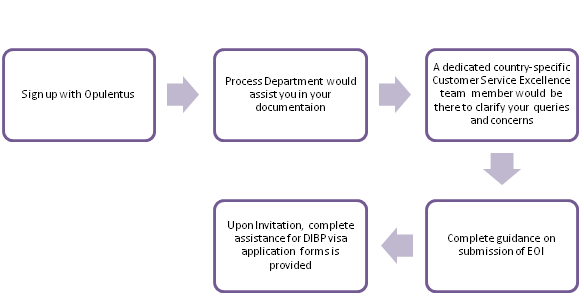 Sign up with Opulentus
Process Department would
assist you in your
documentaion
A dedicated country-specific
Customer Service Excellence
team member would be
there to clarify your queries
and concerns
Complete guidance on
submission of EOI
Upon Invitation, complete
assistance for DIBP visa
application forms is
provided